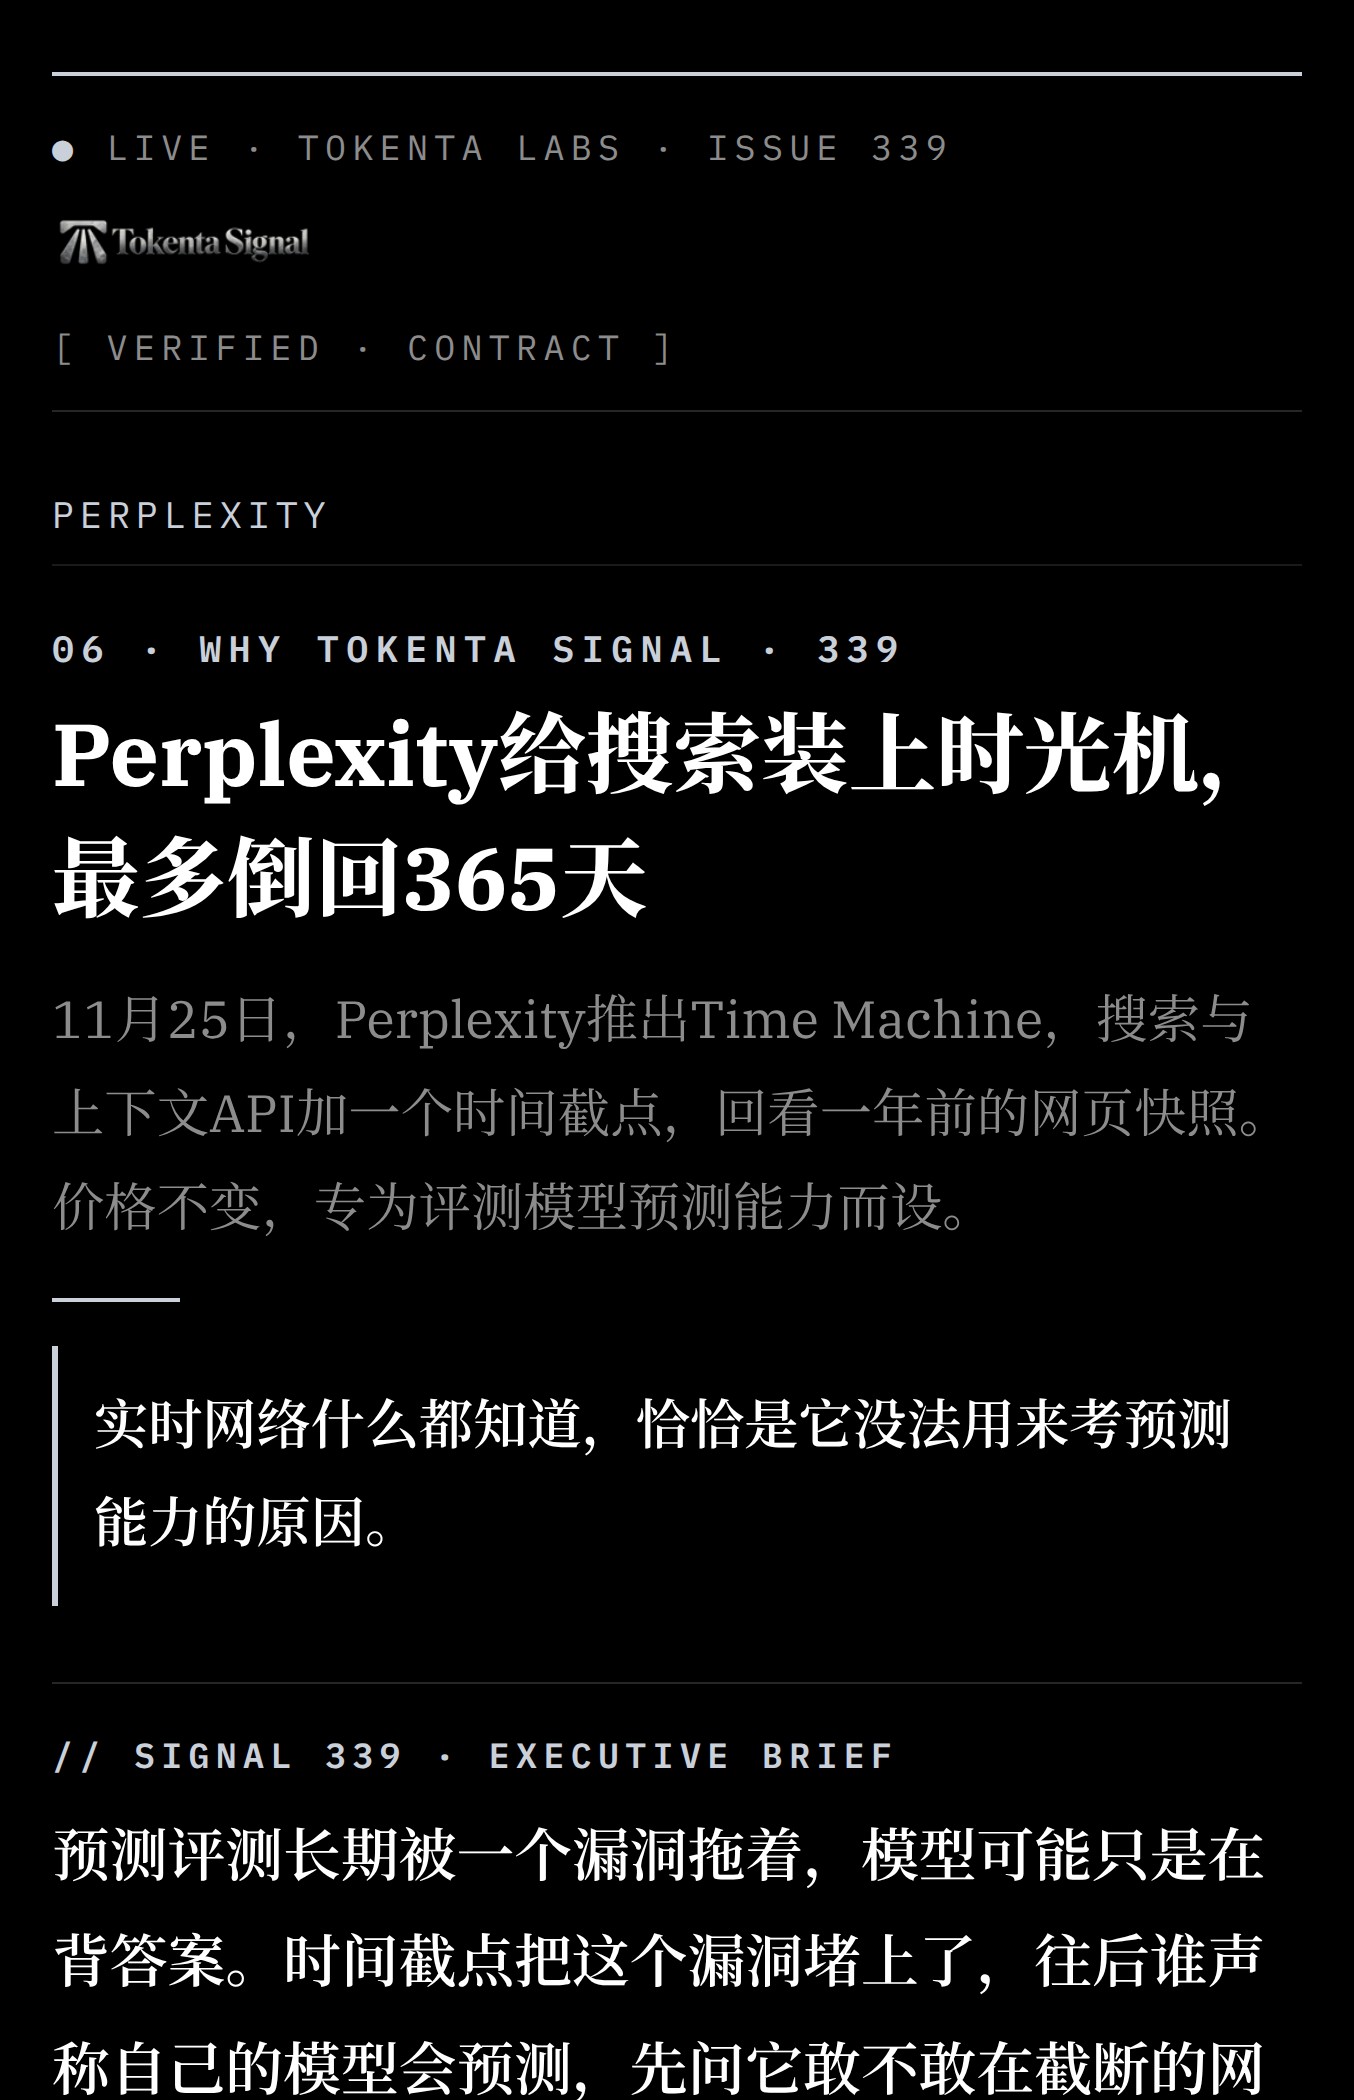 ● LIVE · TOKENTA LABS · ISSUE 339
Tokenta Signal
[ VERIFIED · CONTRACT ]
PERPLEXITY
06 · WHY TOKENTA SIGNAL · 339
Perplexity给搜索装上时光机，
最多倒回365天
11月25日，Perplexity推出Time Machine，搜索与
上下文API加一个时间截点，回看一年前的网页快照。
价格不变，专为评测模型预测能力而设。
实时网络什么都知道，恰恰是它没法用来考预测
能力的原因。
// SIGNAL 339 · EXECUTIVE BRIEF
预测评测长期被一个漏洞拖着，模型可能只是在
背答案。时间截点把这个漏洞堵上了，往后谁声
称自己的模型会预测，先问它敢不敢在截断的网